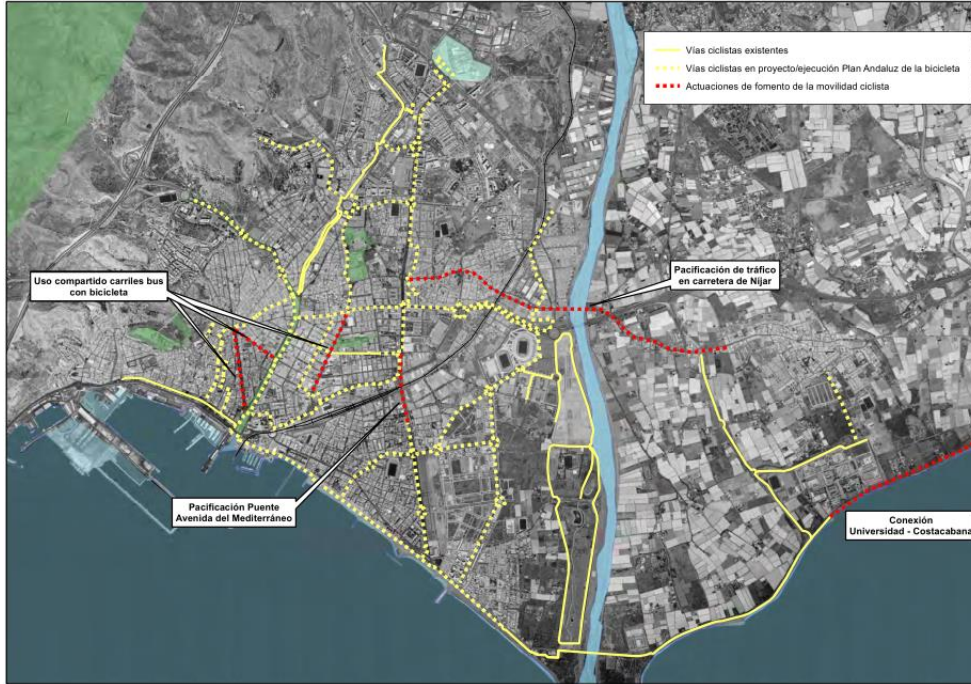 Vías ciclistas existentes
Vías ciclistas en proyecto/ejecución Plan Andaluz de la bicicleta
Actuaciones de fomento de la movilidad ciclista
Pacificación de tráfico
en carretera de Níjar
Uso compartido carriles bus
con bicicleta
Pacificación Puente
Avenida del Mediterráneo
Conexión
Universidad - Costacabana